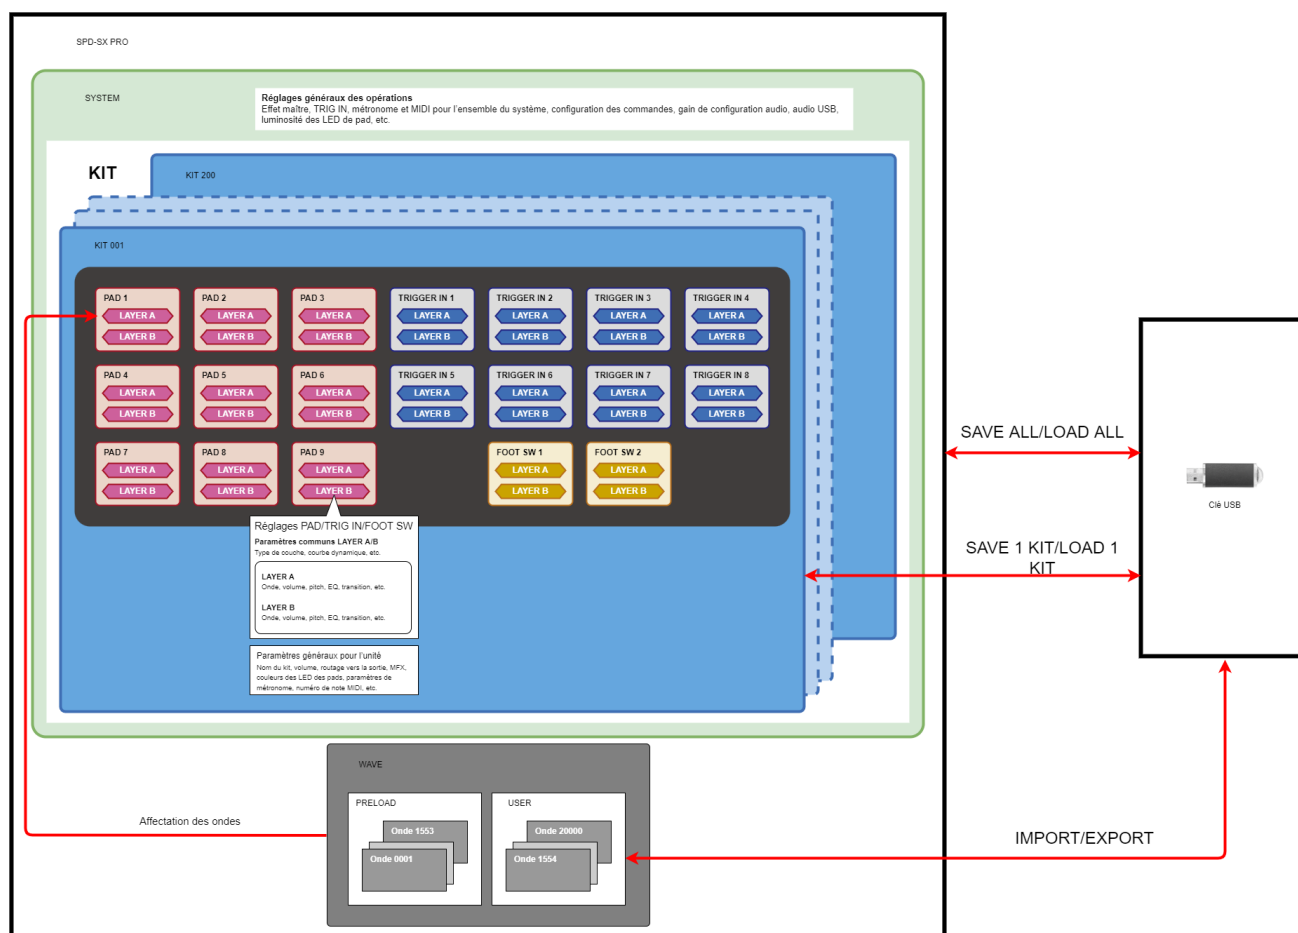 SPD-SX PRO
SYSTEM
Réglages généraux des opérations
Effet maître, TRIG IN, métronome et MIDI pour l'ensemble du système, configuration des commandes, gain de configuration audio, audio USB,
luminosité des LED de pad, etc.
KIT
KIT 200
KIT 001
PAD 1 PAD 2 PAD 3 TRIGGER IN 1 TRIGGER IN 2 TRIGGER IN 3 TRIGGER IN 4
LAYER A LAYER A LAYER A LAYER A LAYER A LAYER A LAYER A
LAYER B LAYER B LAYER B LAYER B LAYER B LAYER B LAYER B
PAD 4 PAD 5 PAD 6 TRIGGER IN 5 TRIGGER IN 6 TRIGGER IN 7 TRIGGER IN 8
LAYER A LAYER A LAYER A LAYER A LAYER A LAYER A LAYER A
LAYER B LAYER B LAYER B LAYER B LAYER B LAYER B LAYER B
PAD 7 PAD 8 PAD 9 FOOT SW 1 FOOT SW 2
LAYER A LAYER A LAYER A LAYER A LAYER A
LAYER B LAYER B LAYER B LAYER B LAYER B
Réglages PAD/TRIG IN/FOOT SW
Paramètres communs LAYER A/B
Type de couche, courbe dynamique, etc.
LAYER A
Onde, volume, pitch, EQ, transition, etc.
LAYER B
Onde, volume, pitch, EQ, transition, etc.
Paramètres généraux pour l'unité
Nom du kit, volume, routage vers la sortie, MFX,
couleurs des LED des pads, paramètres de
métronome, numéro de note MIDI, etc.
SAVE ALL/LOAD ALL
SAVE 1 KIT/LOAD 1
KIT
Clé USB
WAVE
PRELOAD
Onde 1553
Onde 0001
USER
Onde 20000
Onde 1554
Affectation des ondes
IMPORT/EXPORT